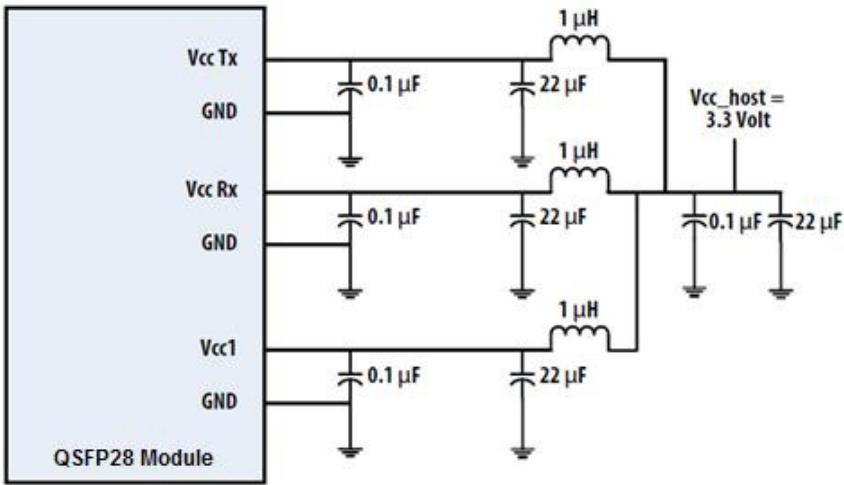 1 μH
Vcc Tx
0.1 μF
22 μF
GND
Vcc_host =
3.3 Volt
1 μH
Vcc Rx
0.1 μF
22 μF
0.1 μF
22 μF
GND
1 μH
Vcc1
0.1 μF
22 μF
GND
QSFP28 Module